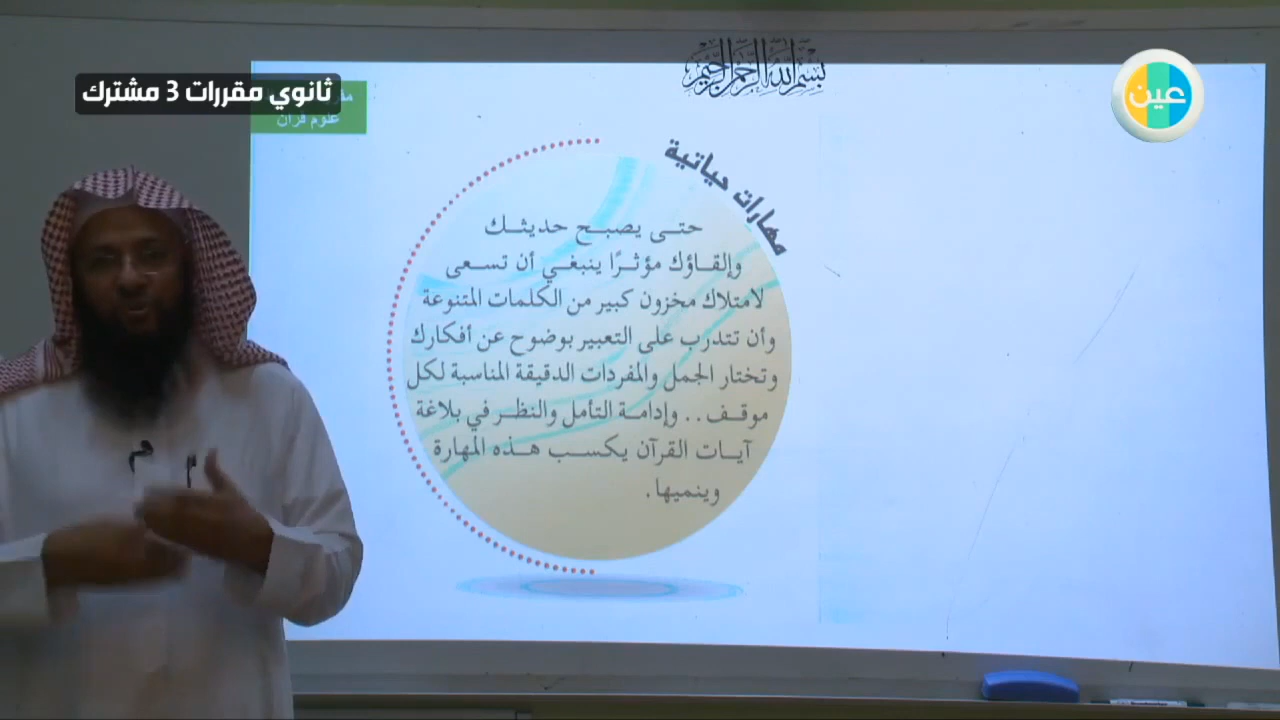 بسم الله الرحمن الرحيم
ثانوي مقررات 3 مشترك
علوم قرآن
عين
مهارات حياتية
حتى يصبح حديثك
وإلقاؤك مؤثرًا ينبغي أن تسعى
لامتلاك مخزون كبير من الكلمات المتنوعة
وأن تتدرب على التعبير بوضوح عن أفكارك
وتختار الجمل والمفردات الدقيقة المناسبة لكل
موقف.. وإدامة التأمل والنظر في بلاغة
آيات القرآن يكسب هذه المهارة
وينميها.